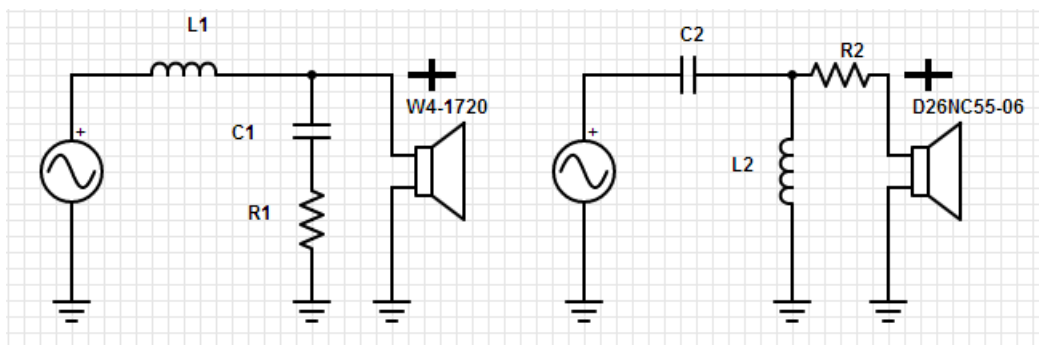 L1
+
W4-1720
C1
R1
C2
R2
+
D26NC55-06
L2